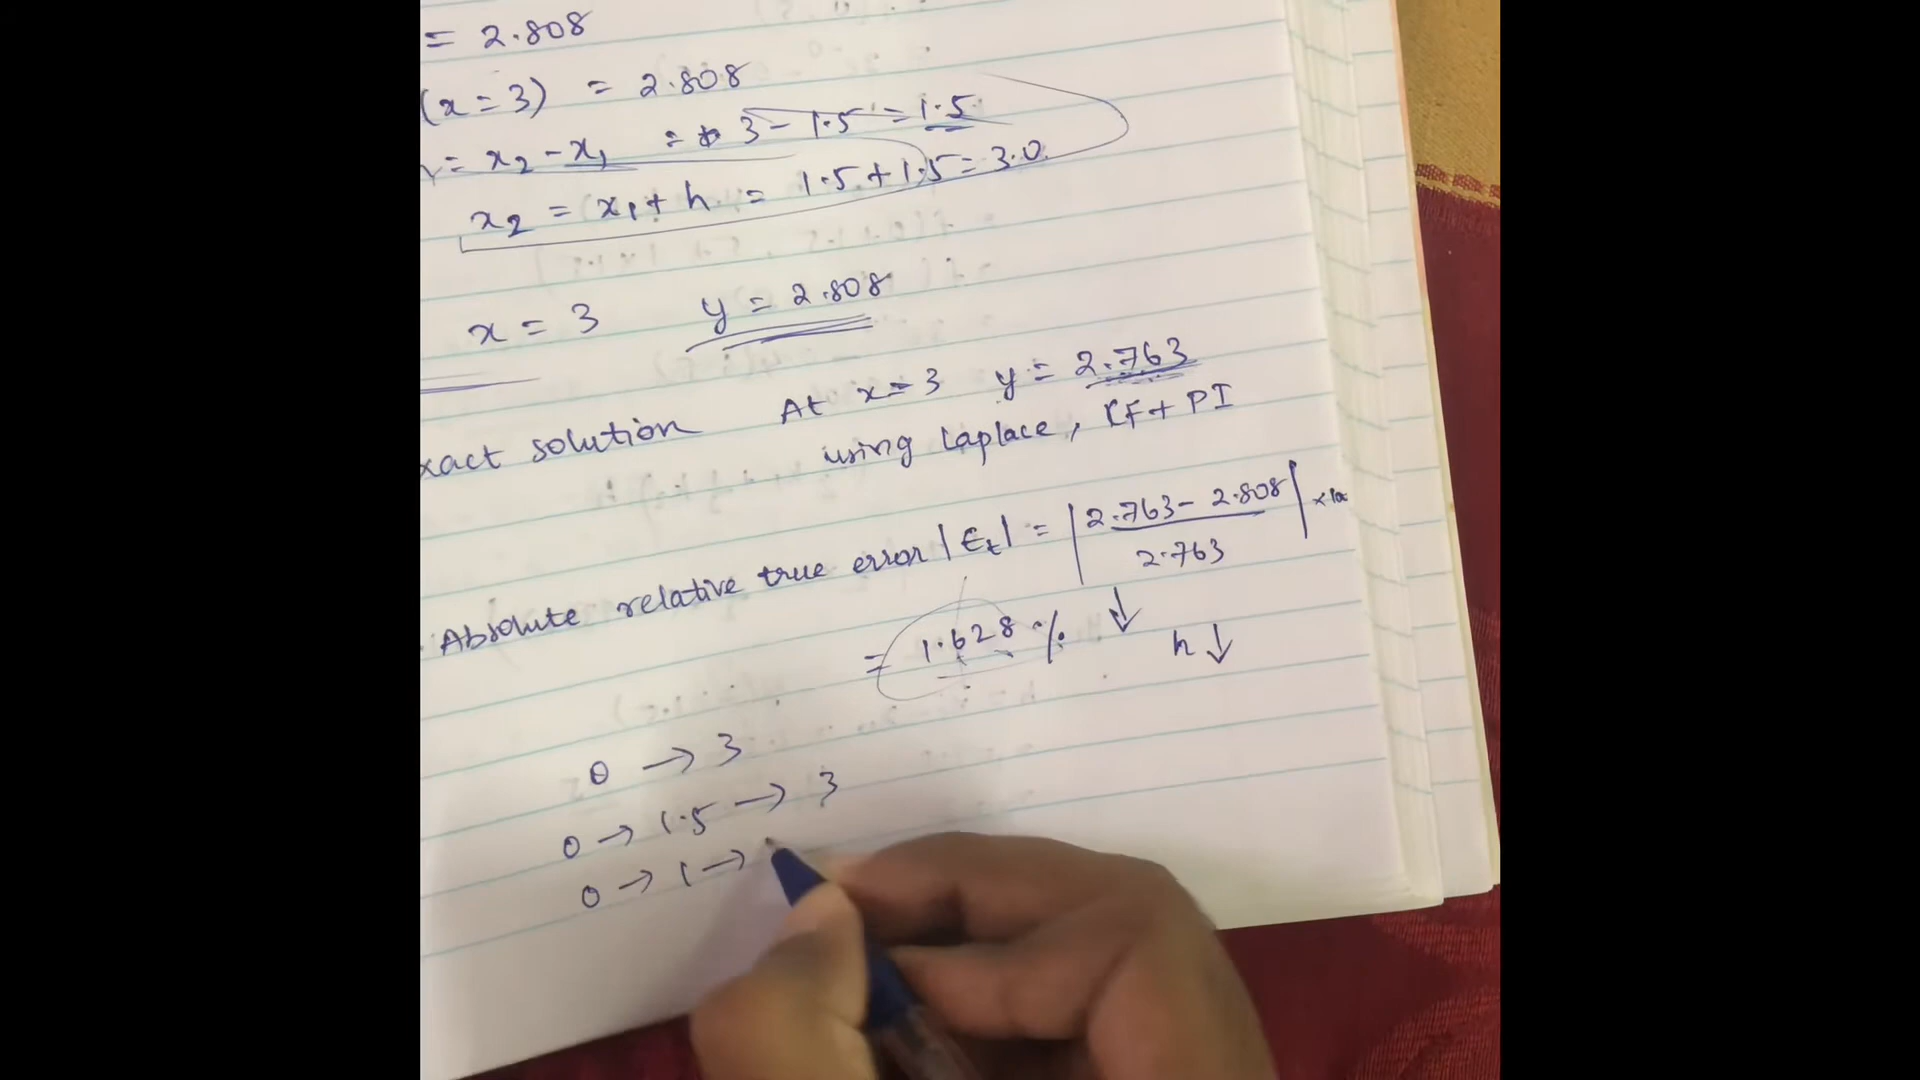 = 2.808
(x=3) = 2.808
= x₂ - x₁ = 3 - 1.5 = 1.5
x₂ = x₁ + h = 1.5 + 1.5 = 3.0
x = 3 y = 2.808
xact solution At x=3 y = 2.763
using Laplace, CF + PI
Absolute relative true error |Et| = |2.763 - 2.808 / 2.763| ×10
= 1.628 % ↓ h ↓
0 → 3
0 → 1.5 → 3
0 → 1 →